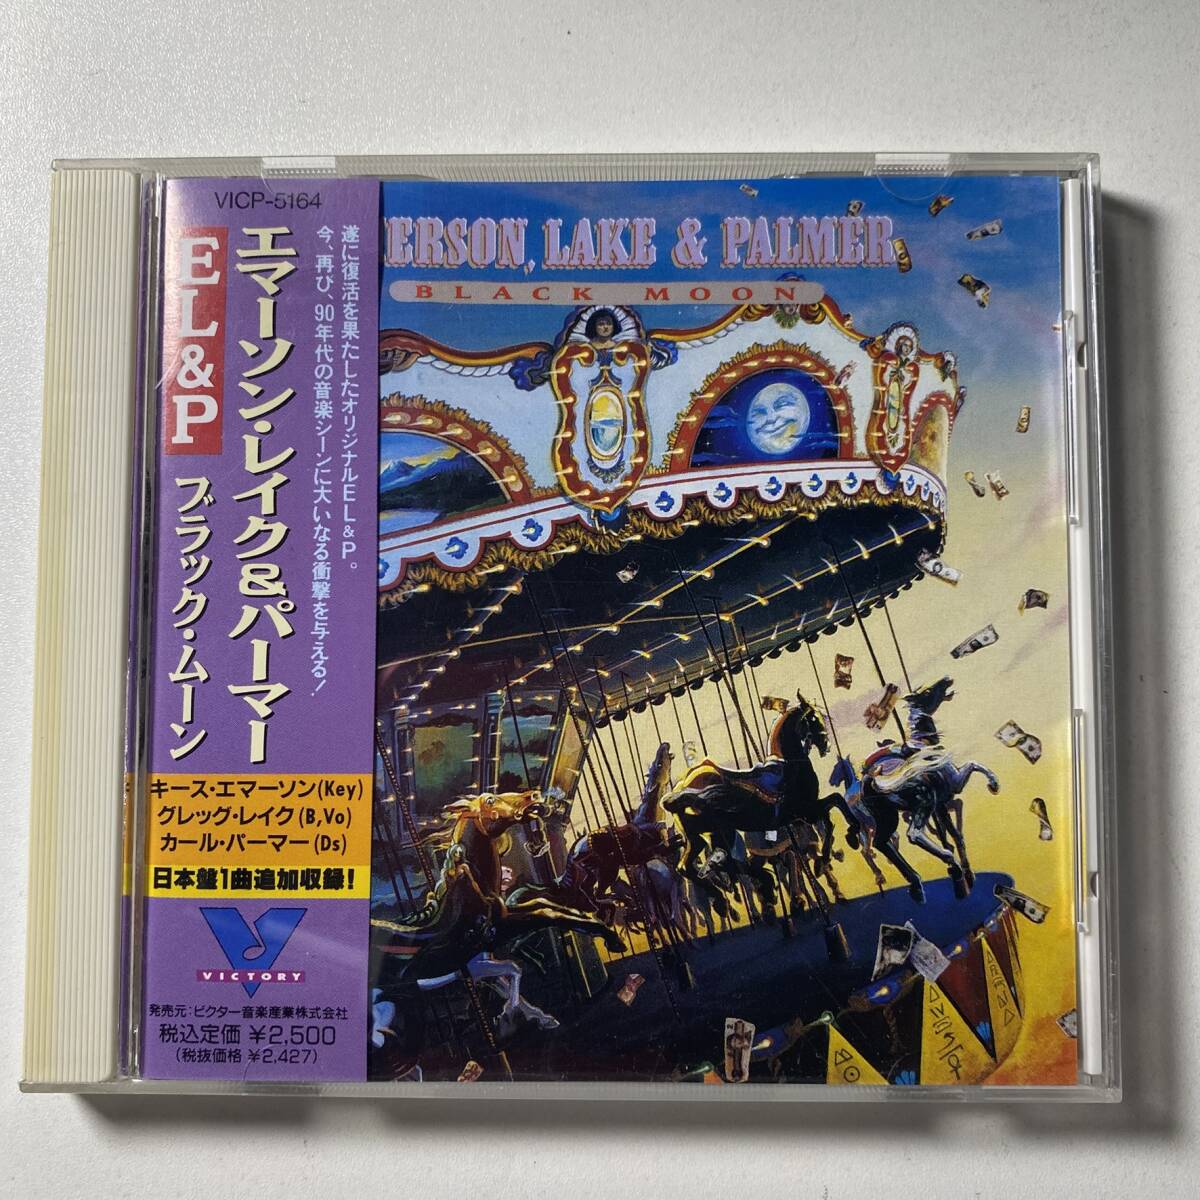 VICP-5164
遂に復活を果たしたオリジナルEL&P。
今、再び、90年代の音楽シーンに大いなる衝撃を与える!
エマーソン・レイク&パーマー
EL&P
ブラック・ムーン
キース・エマーソン(Key)
グレッグ・レイク(B,Vo)
カール・パーマー(Ds)
日本盤1曲追加収録!
VICTORY
発売元:ビクター音楽産業株式会社
税込定価 ¥2,500
(税抜価格 ¥2,427)
ERSON, LAKE & PALMER
BLACK MOON